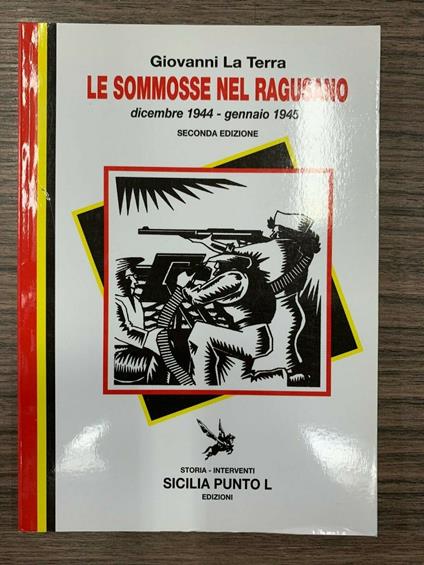 Giovanni La Terra
LE SOMMOSSE NEL RAGUSANO
dicembre 1944 - gennaio 1945
SECONDA EDIZIONE
STORIA - INTERVENTI
SICILIA PUNTO L
EDIZIONI